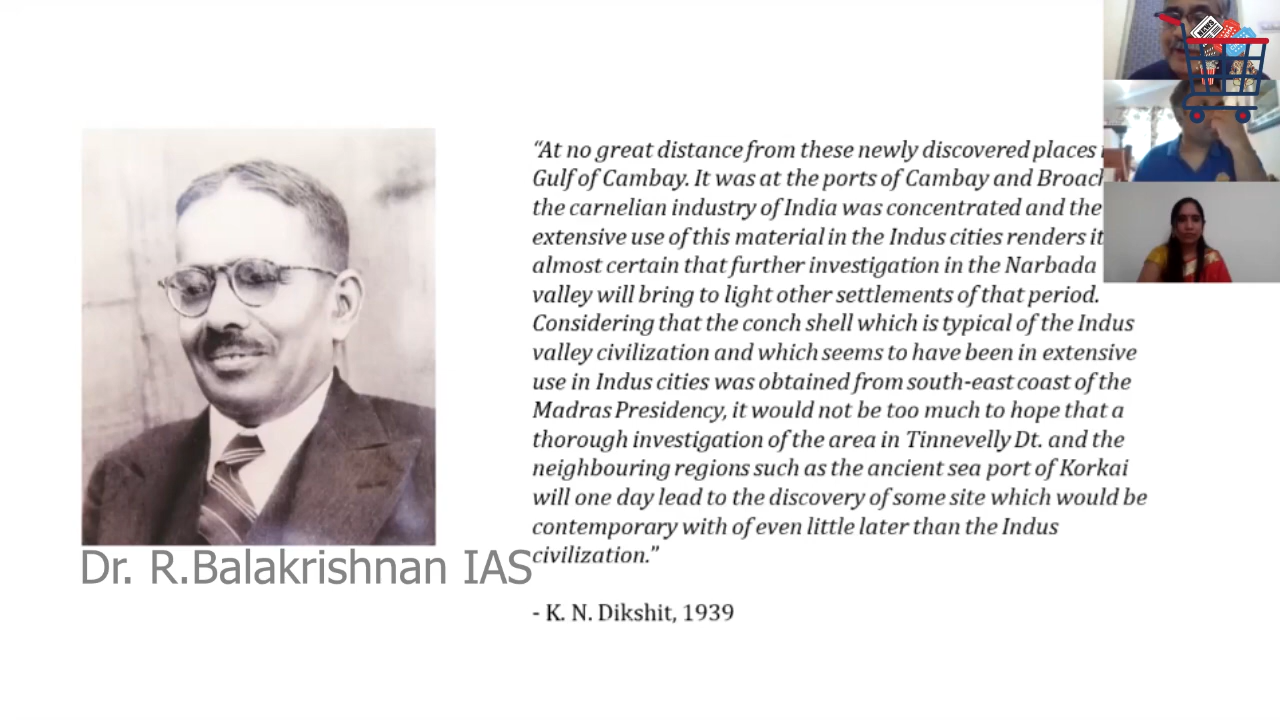 “At no great distance from these newly discovered places
Gulf of Cambay. It was at the ports of Cambay and
the carnelian industry of India was concentrated and the
extensive use of this material in the Indus cities renders it
almost certain that further investigation in the Narbada
valley will bring to light other settlements of that period.
Considering that the conch shell which is typical of the Indus
valley civilization and which seems to have been in extensive
use in Indus cities was obtained from south-east coast of the
Madras Presidency, it would not be too much to hope that a
thorough investigation of the area in Tinnevelly Dt. and the
neighbouring regions such as the ancient sea port of Korkai
will one day lead to the discovery of some site which would be
contemporary with of even little later than the Indus
civilization.”
Dr. R.Balakrishnan IAS
- K. N. Dikshit, 1939